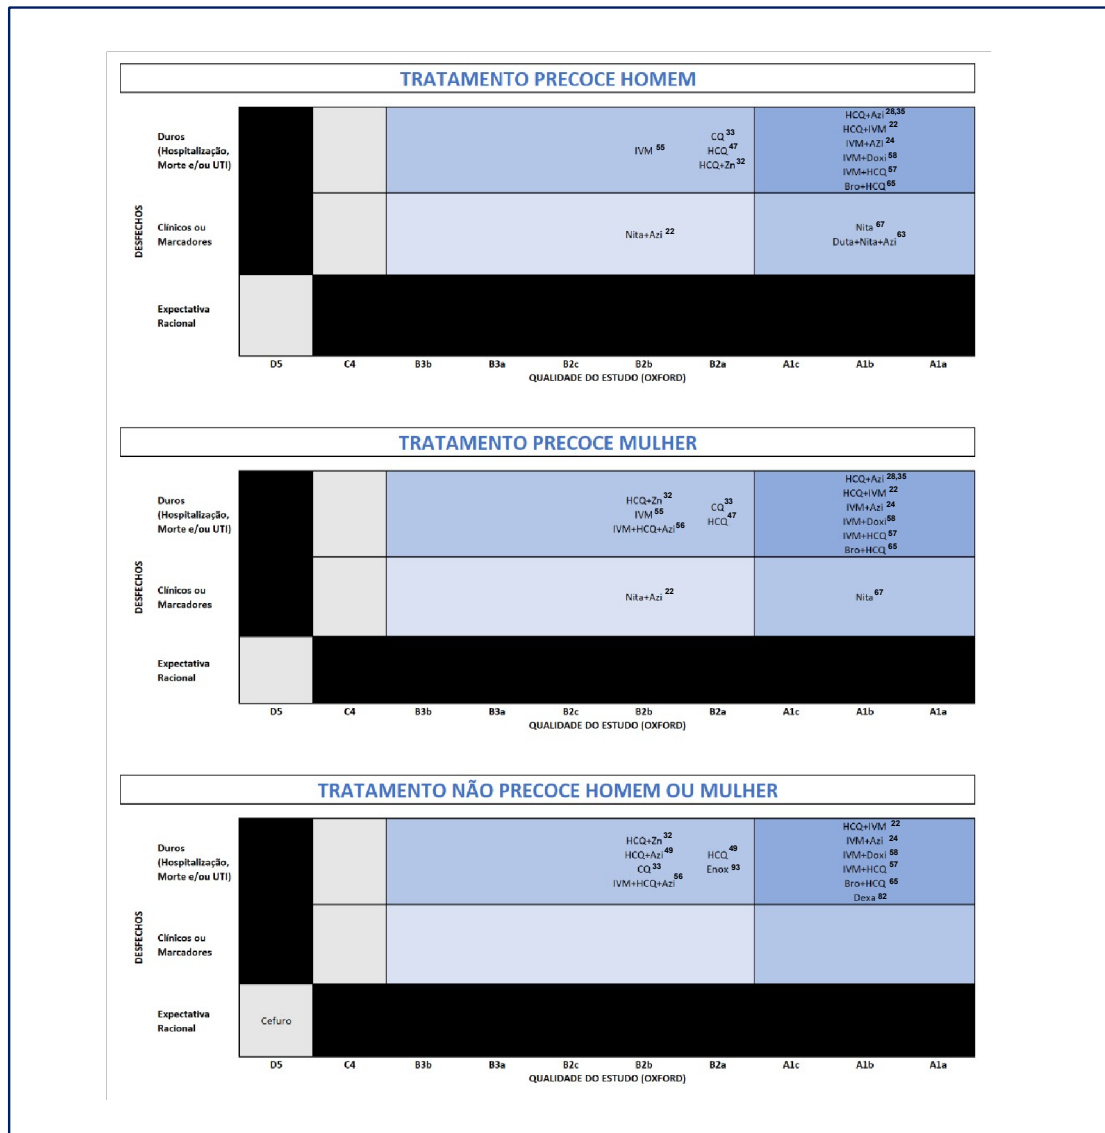 TRATAMENTO PRECOCE HOMEM
DESFECHOS
Duros
(Hospitalização,
Morte e/ou UTI)
IVM 55
CQ 33
HCQ 47
HCQ+Zn 32
HCQ+Azi 28,35
HCQ+IVM 22
IVM+AZI 24
IVM+Doxi 58
IVM+HCQ 57
Bro+HCQ 65
Clínicos ou
Marcadores
Nita+Azi 22
Nita 67
Duta+Nita+Azi 63
Expectativa
Racional
D5 C4 B3b B3a B2c B2b B2a A1c A1b A1a
QUALIDADE DO ESTUDO (OXFORD)
TRATAMENTO PRECOCE MULHER
DESFECHOS
Duros
(Hospitalização,
Morte e/ou UTI)
HCQ+Zn 32
IVM 55
IVM+HCQ+Azi 56
CQ 33
HCQ 47
HCQ+Azi 28,35
HCQ+IVM 22
IVM+Azi 24
IVM+Doxi 58
IVM+HCQ 57
Bro+HCQ 65
Clínicos ou
Marcadores
Nita+Azi 22
Nita 67
Expectativa
Racional
D5 C4 B3b B3a B2c B2b B2a A1c A1b A1a
QUALIDADE DO ESTUDO (OXFORD)
TRATAMENTO NÃO PRECOCE HOMEM OU MULHER
DESFECHOS
Duros
(Hospitalização,
Morte e/ou UTI)
HCQ+Zn 32
HCQ+Azi 49
CQ 33
IVM+HCQ+Azi 56
HCQ 49
Enox 93
HCQ+IVM 22
IVM+Azi 24
IVM+Doxi 58
IVM+HCQ 57
Bro+HCQ 65
Dexa 82
Clínicos ou
Marcadores
Expectativa
Racional
Cefuro
D5 C4 B3b B3a B2c B2b B2a A1c A1b A1a
QUALIDADE DO ESTUDO (OXFORD)